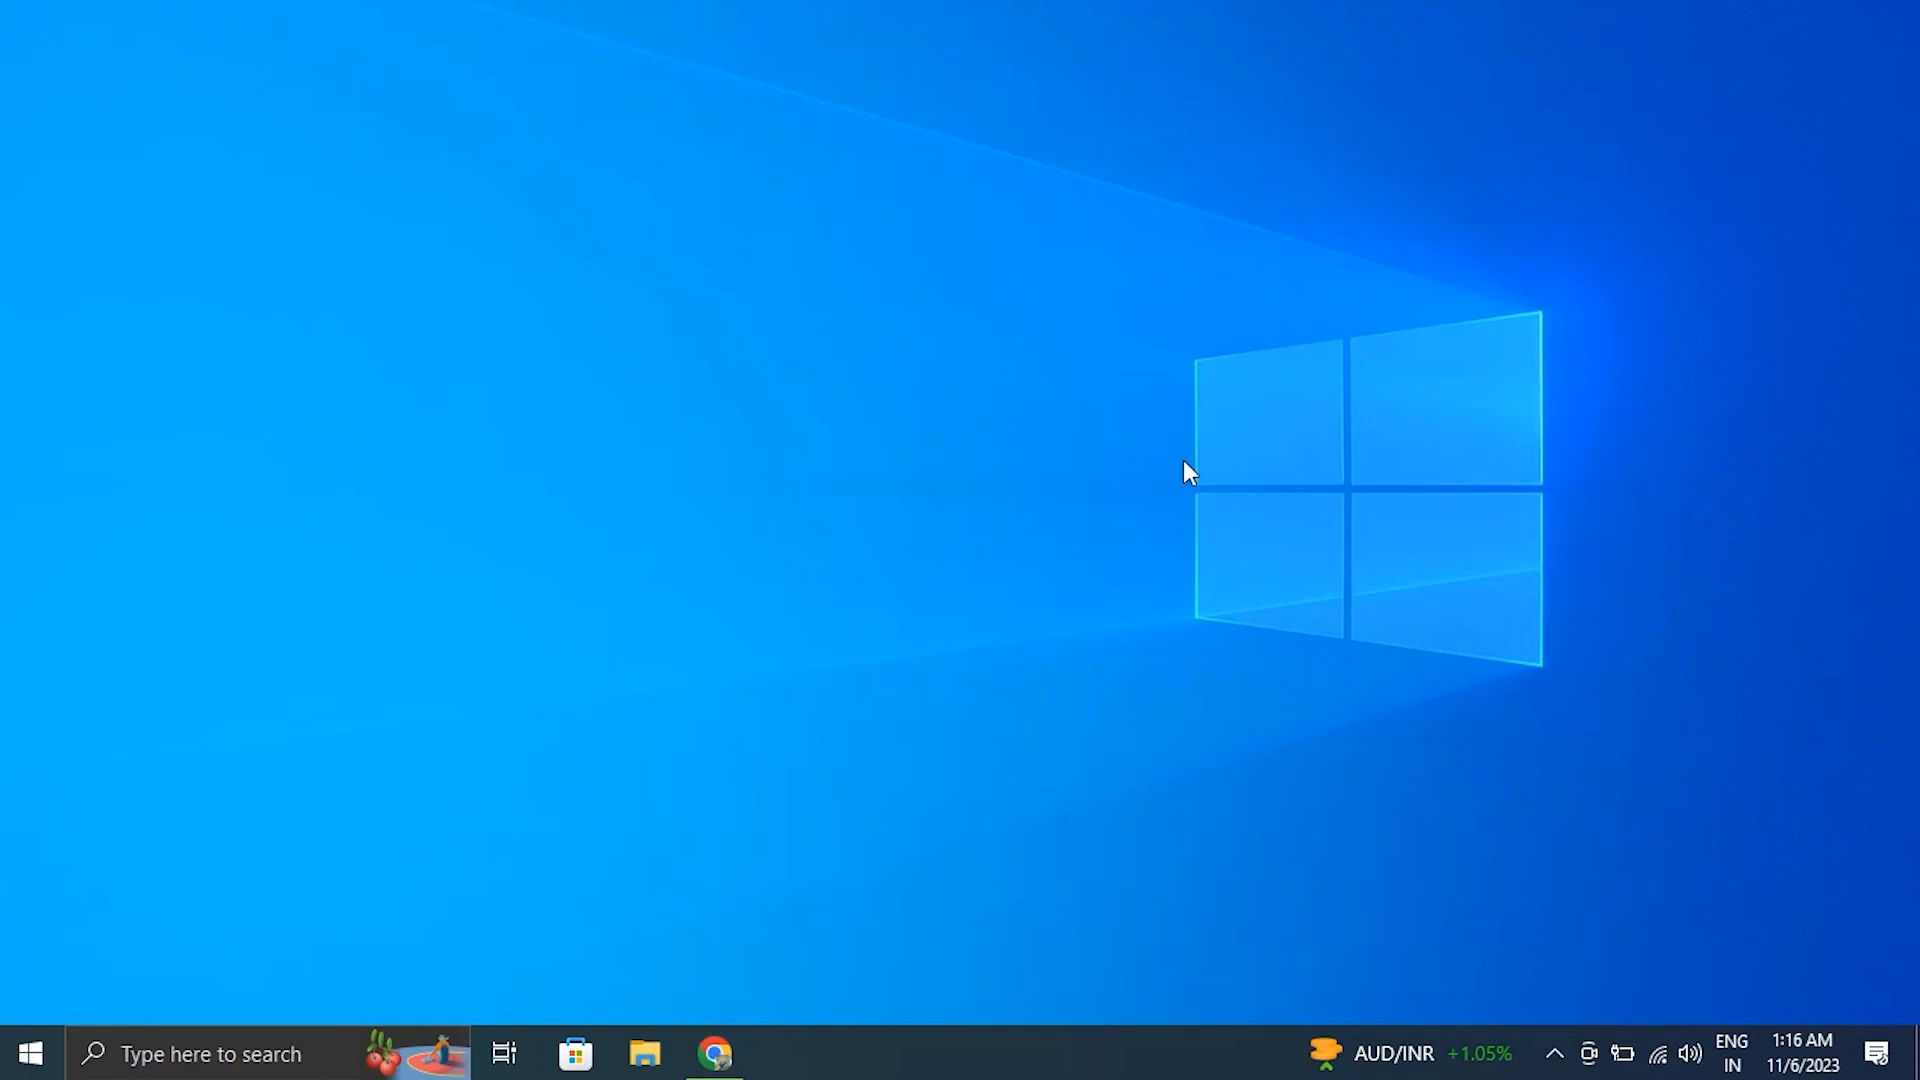 Type here to search
AUD/INR +1.05%
ENG
IN
1:16 AM
11/6/2023